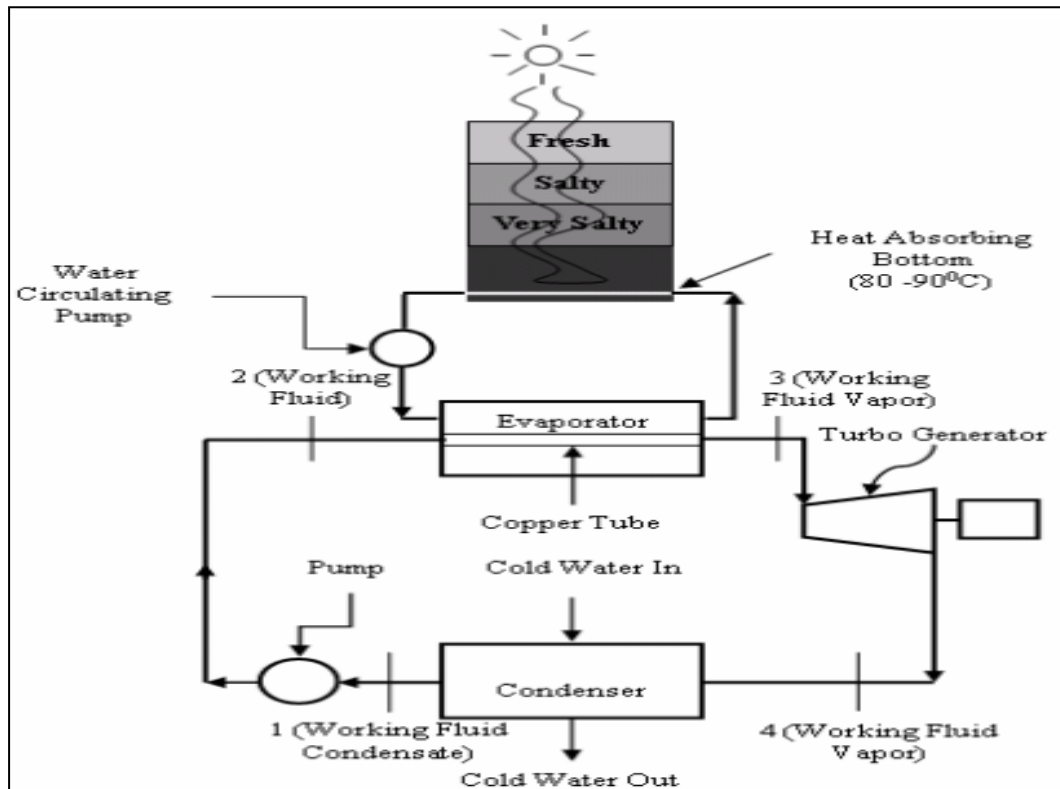 Fresh
Salty
Very Salty
Heat Absorbing
Bottom
(80 -90⁰C)
Water
Circulating
Pump
2 (Working
Fluid)
3 (Working
Fluid Vapor)
Evaporator
Turbo Generator
Copper Tube
Pump
Cold Water In
Condenser
1 (Working Fluid
Condensate)
4 (Working Fluid
Vapor)
Cold Water Out